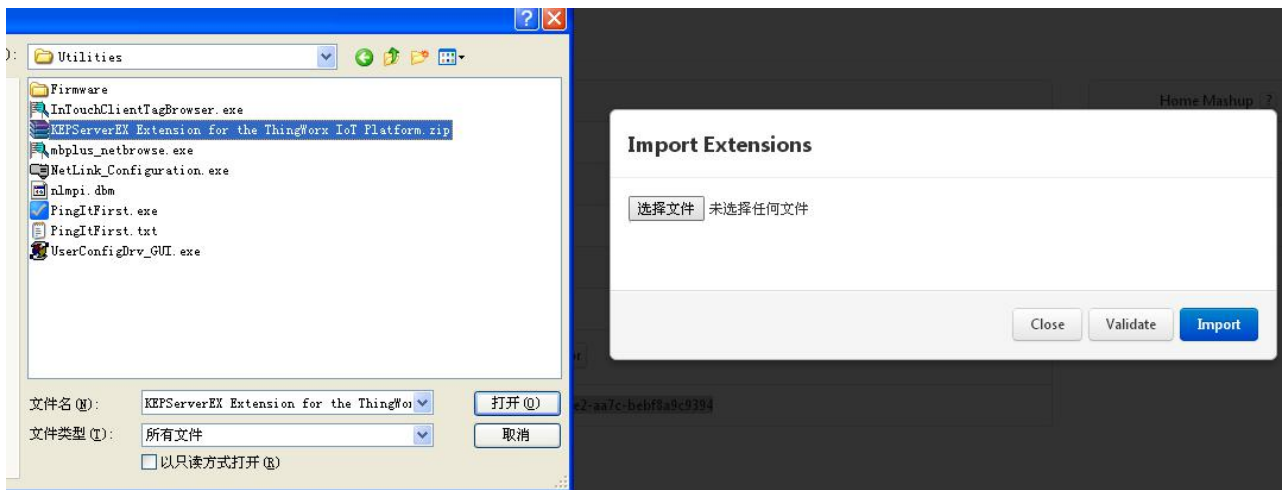 Utilities
Firmware
InTouchClientTagBrowser.exe
KEPServerEX Extension for the ThingWorx IoT Platform.zip
mbplus_netbrowse.exe
NetLink_Configuration.exe
nlmpi.dbm
PingItFirst.exe
PingItFirst.txt
UserConfigDrv_GUI.exe
文件名(N):
KEPServerEX Extension for the ThingWo
打开(O)
文件类型(T):
所有文件
取消
以只读方式打开(R)
Home Mashup ?
Import Extensions
选择文件 未选择任何文件
Close Validate Import
e2-aa7c-bebf8a9c9394